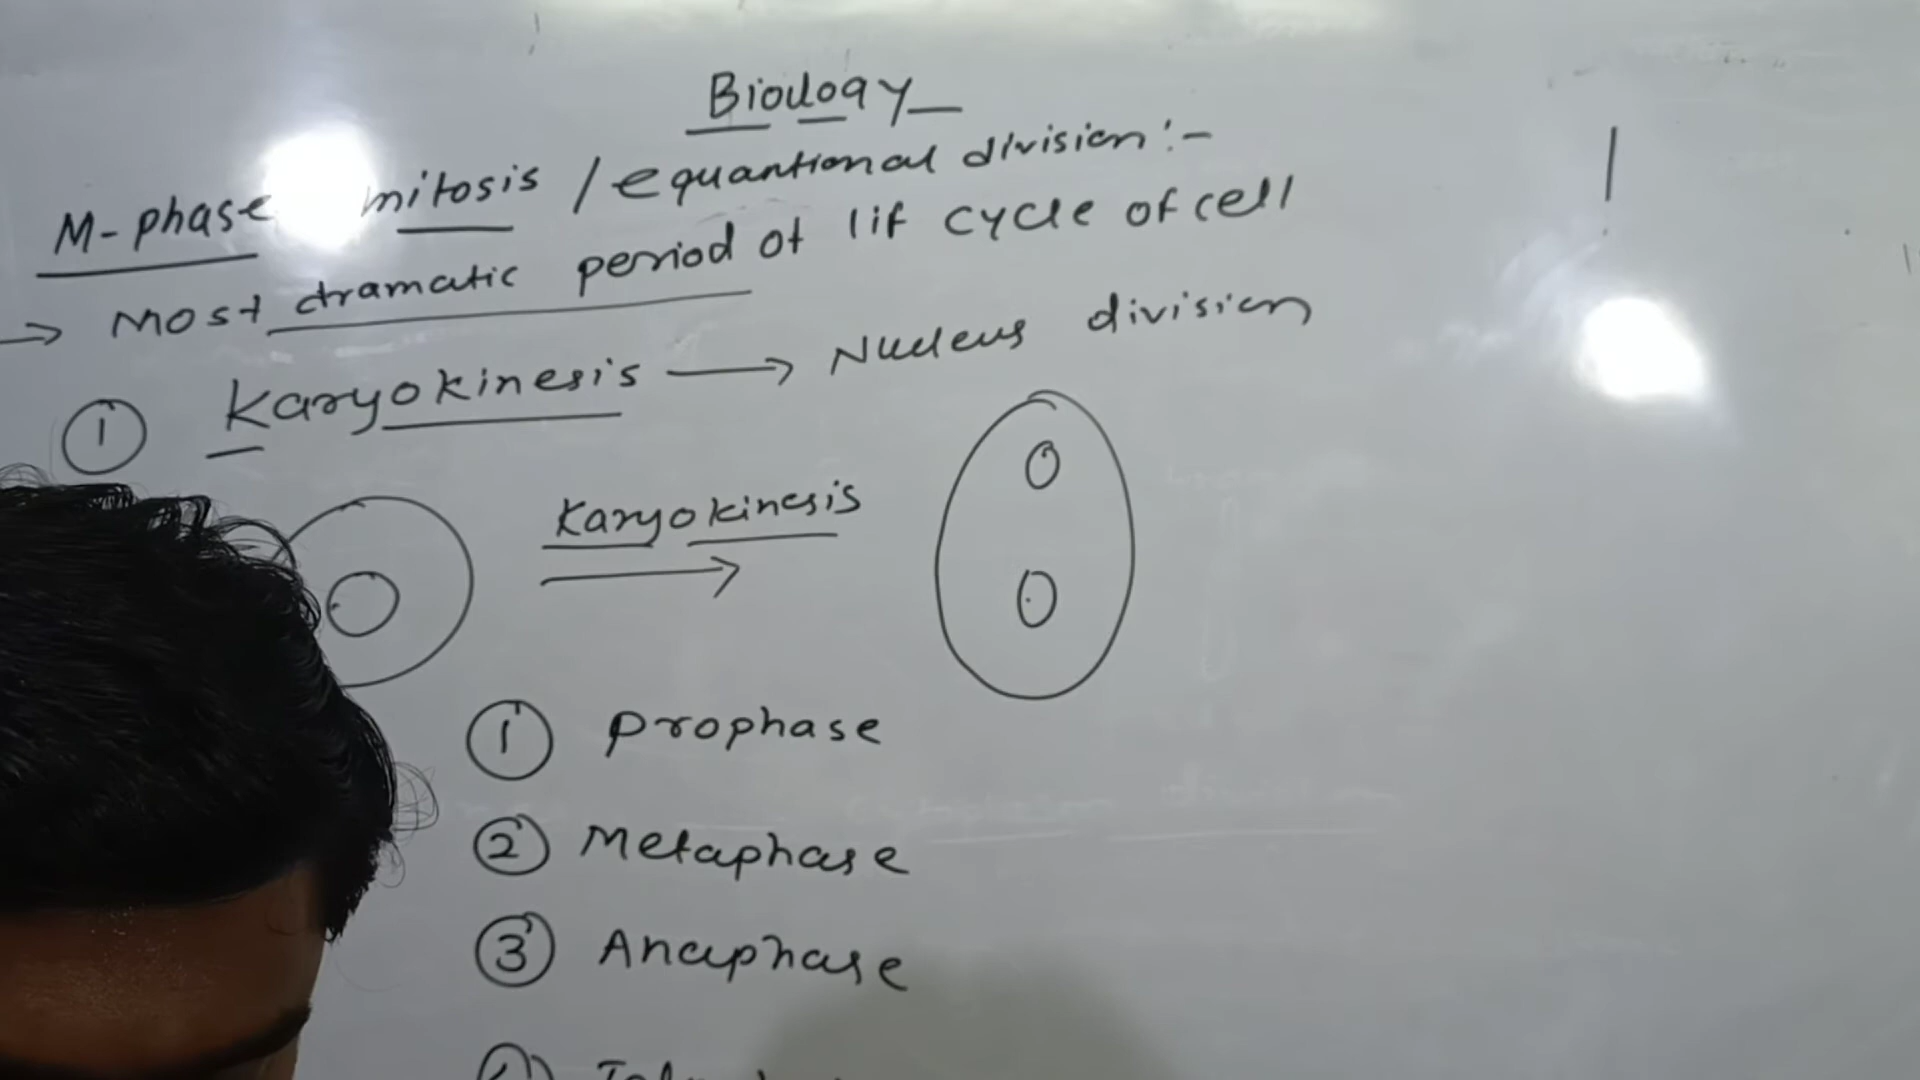 Biology
M-phase mitosis / equantional division :-
→ Most dramatic period of lif cycle of cell
① Karyokinesis → Nucleus division
Karyokinesis
① Prophase
② Metaphase
③ Anaphase